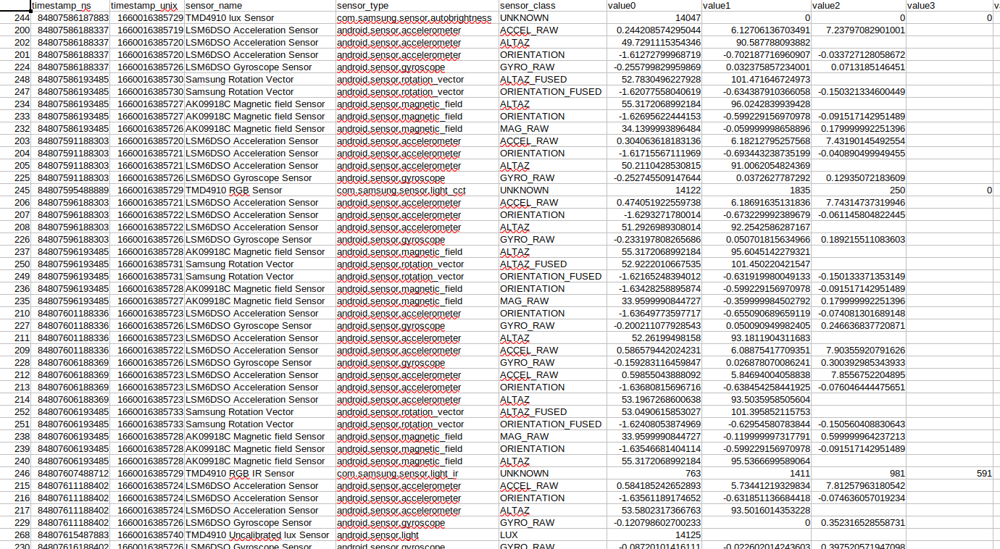 timestamp_ns timestamp_unix sensor_name sensor_type sensor_class value0 value1 value2 value3
244 84807586187883 1660016385729 TMD4910 lux Sensor com.samsung.sensor.autobrightness UNKNOWN 14047 0 0 0
200 84807586188337 1660016385719 LSM6DSO Acceleration Sensor android.sensor.accelerometer ACCEL_RAW 0.244208574295044 6.12706136703491 7.23797082901001
202 84807586188337 1660016385720 LSM6DSO Acceleration Sensor android.sensor.accelerometer ALTAZ 49.7291115354346 90.587788093882
201 84807586188337 1660016385720 LSM6DSO Acceleration Sensor android.sensor.accelerometer ORIENTATION -1.61272799968719 -0.702187716960907 -0.033727128058672
224 84807586188337 1660016385726 LSM6DSO Gyroscope Sensor android.sensor.gyroscope GYRO_RAW -0.255799829959869 0.032375857234001 0.0713185146451
248 84807586193485 1660016385730 Samsung Rotation Vector android.sensor.rotation_vector ALTAZ_FUSED 52.7830496227928 101.471646724973
247 84807586193485 1660016385730 Samsung Rotation Vector android.sensor.rotation_vector ORIENTATION_FUSED -1.62077558040619 -0.634387910366058 -0.150321334600449
234 84807586193485 1660016385727 AK09918C Magnetic field Sensor android.sensor.magnetic_field ALTAZ 55.3172068992184 96.0242839939428
233 84807586193485 1660016385727 AK09918C Magnetic field Sensor android.sensor.magnetic_field ORIENTATION -1.62695622444153 -0.599229156970978 -0.091517142951489
232 84807586193485 1660016385726 AK09918C Magnetic field Sensor android.sensor.magnetic_field MAG_RAW 34.1399993896484 -0.059999998658896 0.179999992251396
203 84807591188303 1660016385720 LSM6DSO Acceleration Sensor android.sensor.accelerometer ACCEL_RAW 0.304063618183136 6.18212795257568 7.43190145492554
204 84807591188303 1660016385721 LSM6DSO Acceleration Sensor android.sensor.accelerometer ORIENTATION -1.61715567111969 -0.693443238735199 -0.040890499949455
205 84807591188303 1660016385721 LSM6DSO Acceleration Sensor android.sensor.accelerometer ALTAZ 50.2110428530815 91.0062054824369
225 84807591188303 1660016385726 LSM6DSO Gyroscope Sensor android.sensor.gyroscope GYRO_RAW -0.252745509147644 0.0372627787292 0.12935072183609
245 84807595488889 1660016385729 TMD4910 RGB Sensor com.samsung.sensor.light_cct UNKNOWN 14122 1835 250 0
206 84807596188303 1660016385721 LSM6DSO Acceleration Sensor android.sensor.accelerometer ACCEL_RAW 0.474051922559738 6.18691635131836 7.74314737319946
207 84807596188303 1660016385722 LSM6DSO Acceleration Sensor android.sensor.accelerometer ORIENTATION -1.6293271780014 -0.673229992389679 -0.061145804822445
208 84807596188303 1660016385722 LSM6DSO Acceleration Sensor android.sensor.accelerometer ALTAZ 51.2926989308014 92.2542586287167
226 84807596188303 1660016385726 LSM6DSO Gyroscope Sensor android.sensor.gyroscope GYRO_RAW -0.233197808265686 0.050701815634966 0.189215511083603
237 84807596193485 1660016385728 AK09918C Magnetic field Sensor android.sensor.magnetic_field ALTAZ 55.3172068992184 95.6045142279321
250 84807596193485 1660016385731 Samsung Rotation Vector android.sensor.rotation_vector ALTAZ_FUSED 52.9222010667535 101.450220421547
249 84807596193485 1660016385731 Samsung Rotation Vector android.sensor.rotation_vector ORIENTATION_FUSED -1.62165248394012 -0.631919980049133 -0.150133371353149
236 84807596193485 1660016385728 AK09918C Magnetic field Sensor android.sensor.magnetic_field ORIENTATION -1.63428258895874 -0.599229156970978 -0.091517142951489
235 84807596193485 1660016385727 AK09918C Magnetic field Sensor android.sensor.magnetic_field MAG_RAW 33.9599990844727 -0.359999984502792 0.179999992251396
210 84807601188336 1660016385723 LSM6DSO Acceleration Sensor android.sensor.accelerometer ORIENTATION -1.63649773597717 -0.655090689659119 -0.074081301689148
227 84807601188336 1660016385726 LSM6DSO Gyroscope Sensor android.sensor.gyroscope GYRO_RAW -0.200211077928543 0.050090949982405 0.246636837720871
211 84807601188336 1660016385723 LSM6DSO Acceleration Sensor android.sensor.accelerometer ALTAZ 52.26199498158 93.1811904311683
209 84807601188336 1660016385722 LSM6DSO Acceleration Sensor android.sensor.accelerometer ACCEL_RAW 0.586579442024231 6.08875417709351 7.90355920791626
228 84807606188369 1660016385726 LSM6DSO Gyroscope Sensor android.sensor.gyroscope GYRO_RAW -0.159283116459847 0.026878070086241 0.300392985343933
212 84807606188369 1660016385723 LSM6DSO Acceleration Sensor android.sensor.accelerometer ACCEL_RAW 0.59855043888092 5.84694004058838 7.8556752204895
213 84807606188369 1660016385723 LSM6DSO Acceleration Sensor android.sensor.accelerometer ORIENTATION -1.63680815696716 -0.638454258441925 -0.076046444475651
214 84807606188369 1660016385723 LSM6DSO Acceleration Sensor android.sensor.accelerometer ALTAZ 53.1967268600638 93.5035958505604
252 84807606193485 1660016385733 Samsung Rotation Vector android.sensor.rotation_vector ALTAZ_FUSED 53.0490615853027 101.395852115753
251 84807606193485 1660016385733 Samsung Rotation Vector android.sensor.rotation_vector ORIENTATION_FUSED -1.62408053874969 -0.62954580783844 -0.150560408830643
238 84807606193485 1660016385728 AK09918C Magnetic field Sensor android.sensor.magnetic_field MAG_RAW 33.9599990844727 -0.119999997317791 0.599999964237213
239 84807606193485 1660016385728 AK09918C Magnetic field Sensor android.sensor.magnetic_field ORIENTATION -1.63546681404114 -0.599229156970978 -0.091517142951489
240 84807606193485 1660016385728 AK09918C Magnetic field Sensor android.sensor.magnetic_field ALTAZ 55.3172068992184 95.5366699589064
246 84807607488712 1660016385729 TMD4910 RGB IR Sensor com.samsung.sensor.light_ir UNKNOWN 763 1411 981 591
215 84807611188402 1660016385724 LSM6DSO Acceleration Sensor android.sensor.accelerometer ACCEL_RAW 0.584185242652893 5.73441219329834 7.81257963180542
216 84807611188402 1660016385724 LSM6DSO Acceleration Sensor android.sensor.accelerometer ORIENTATION -1.63561189174652 -0.631851136684418 -0.074636057019234
217 84807611188402 1660016385724 LSM6DSO Acceleration Sensor android.sensor.accelerometer ALTAZ 53.5802317366763 93.5016014353228
229 84807611188402 1660016385726 LSM6DSO Gyroscope Sensor android.sensor.gyroscope GYRO_RAW -0.120798602700233 0 0.352316528558731
268 84807615487883 1660016385740 TMD4910 Uncalibrated lux Sensor android.sensor.light LUX 14125
230 84807616188402 1660016385726 LSM6DSO Gyroscope Sensor android.sensor.gyroscope GYRO_RAW -0.08720101416111 -0.022602014243603 0.397520571947098